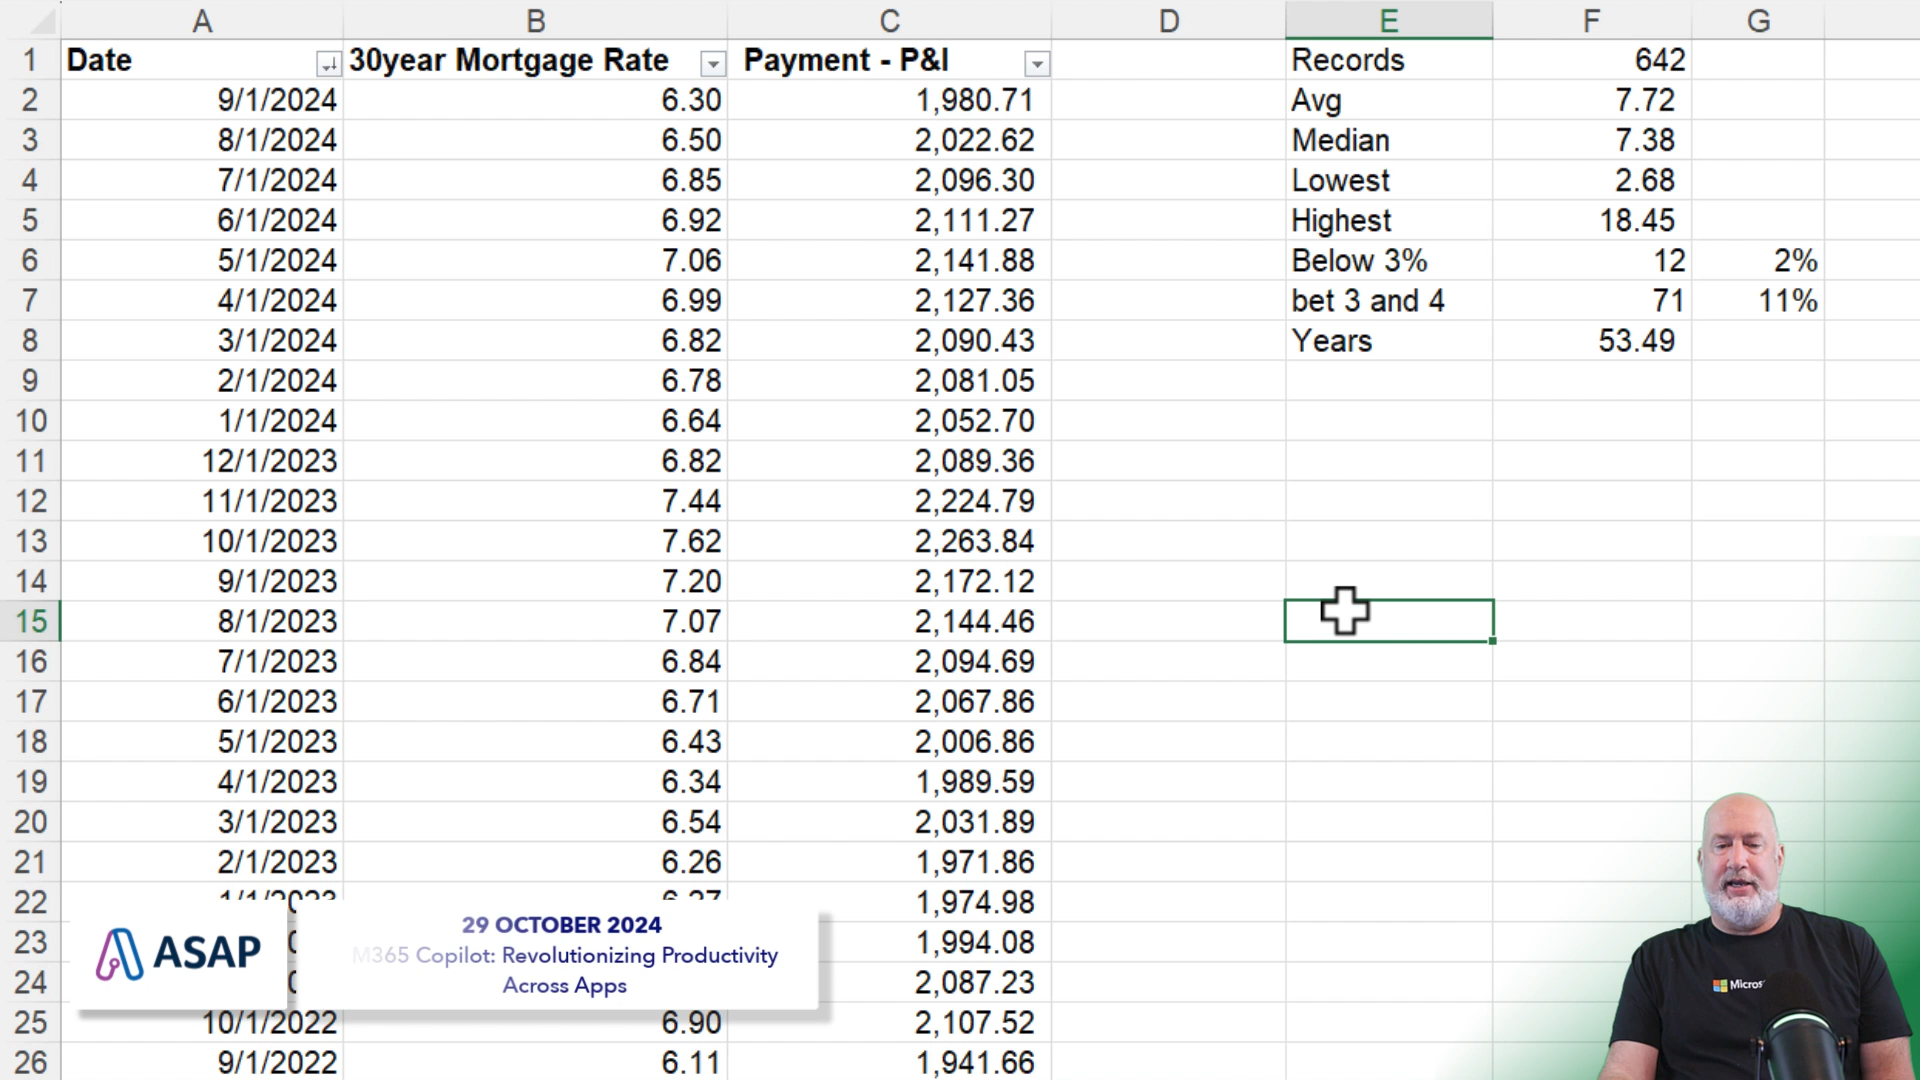 A B C D E F G
1 Date 30year Mortgage Rate Payment - P&I Records 642
2 9/1/2024 6.30 1,980.71 Avg 7.72
3 8/1/2024 6.50 2,022.62 Median 7.38
4 7/1/2024 6.85 2,096.30 Lowest 2.68
5 6/1/2024 6.92 2,111.27 Highest 18.45
6 5/1/2024 7.06 2,141.88 Below 3% 12 2%
7 4/1/2024 6.99 2,127.36 bet 3 and 4 71 11%
8 3/1/2024 6.82 2,090.43 Years 53.49
9 2/1/2024 6.78 2,081.05
10 1/1/2024 6.64 2,052.70
11 12/1/2023 6.82 2,089.36
12 11/1/2023 7.44 2,224.79
13 10/1/2023 7.62 2,263.84
14 9/1/2023 7.20 2,172.12
15 8/1/2023 7.07 2,144.46
16 7/1/2023 6.84 2,094.69
17 6/1/2023 6.71 2,067.86
18 5/1/2023 6.43 2,006.86
19 4/1/2023 6.34 1,989.59
20 3/1/2023 6.54 2,031.89
21 2/1/2023 6.26 1,971.86
22 1/1/2023 6.27 1,974.98
23 1,994.08
24 2,087.23
25 10/1/2022 6.90 2,107.52
26 9/1/2022 6.11 1,941.66
ASAP
29 OCTOBER 2024
M365 Copilot: Revolutionizing Productivity
Across Apps
Micros